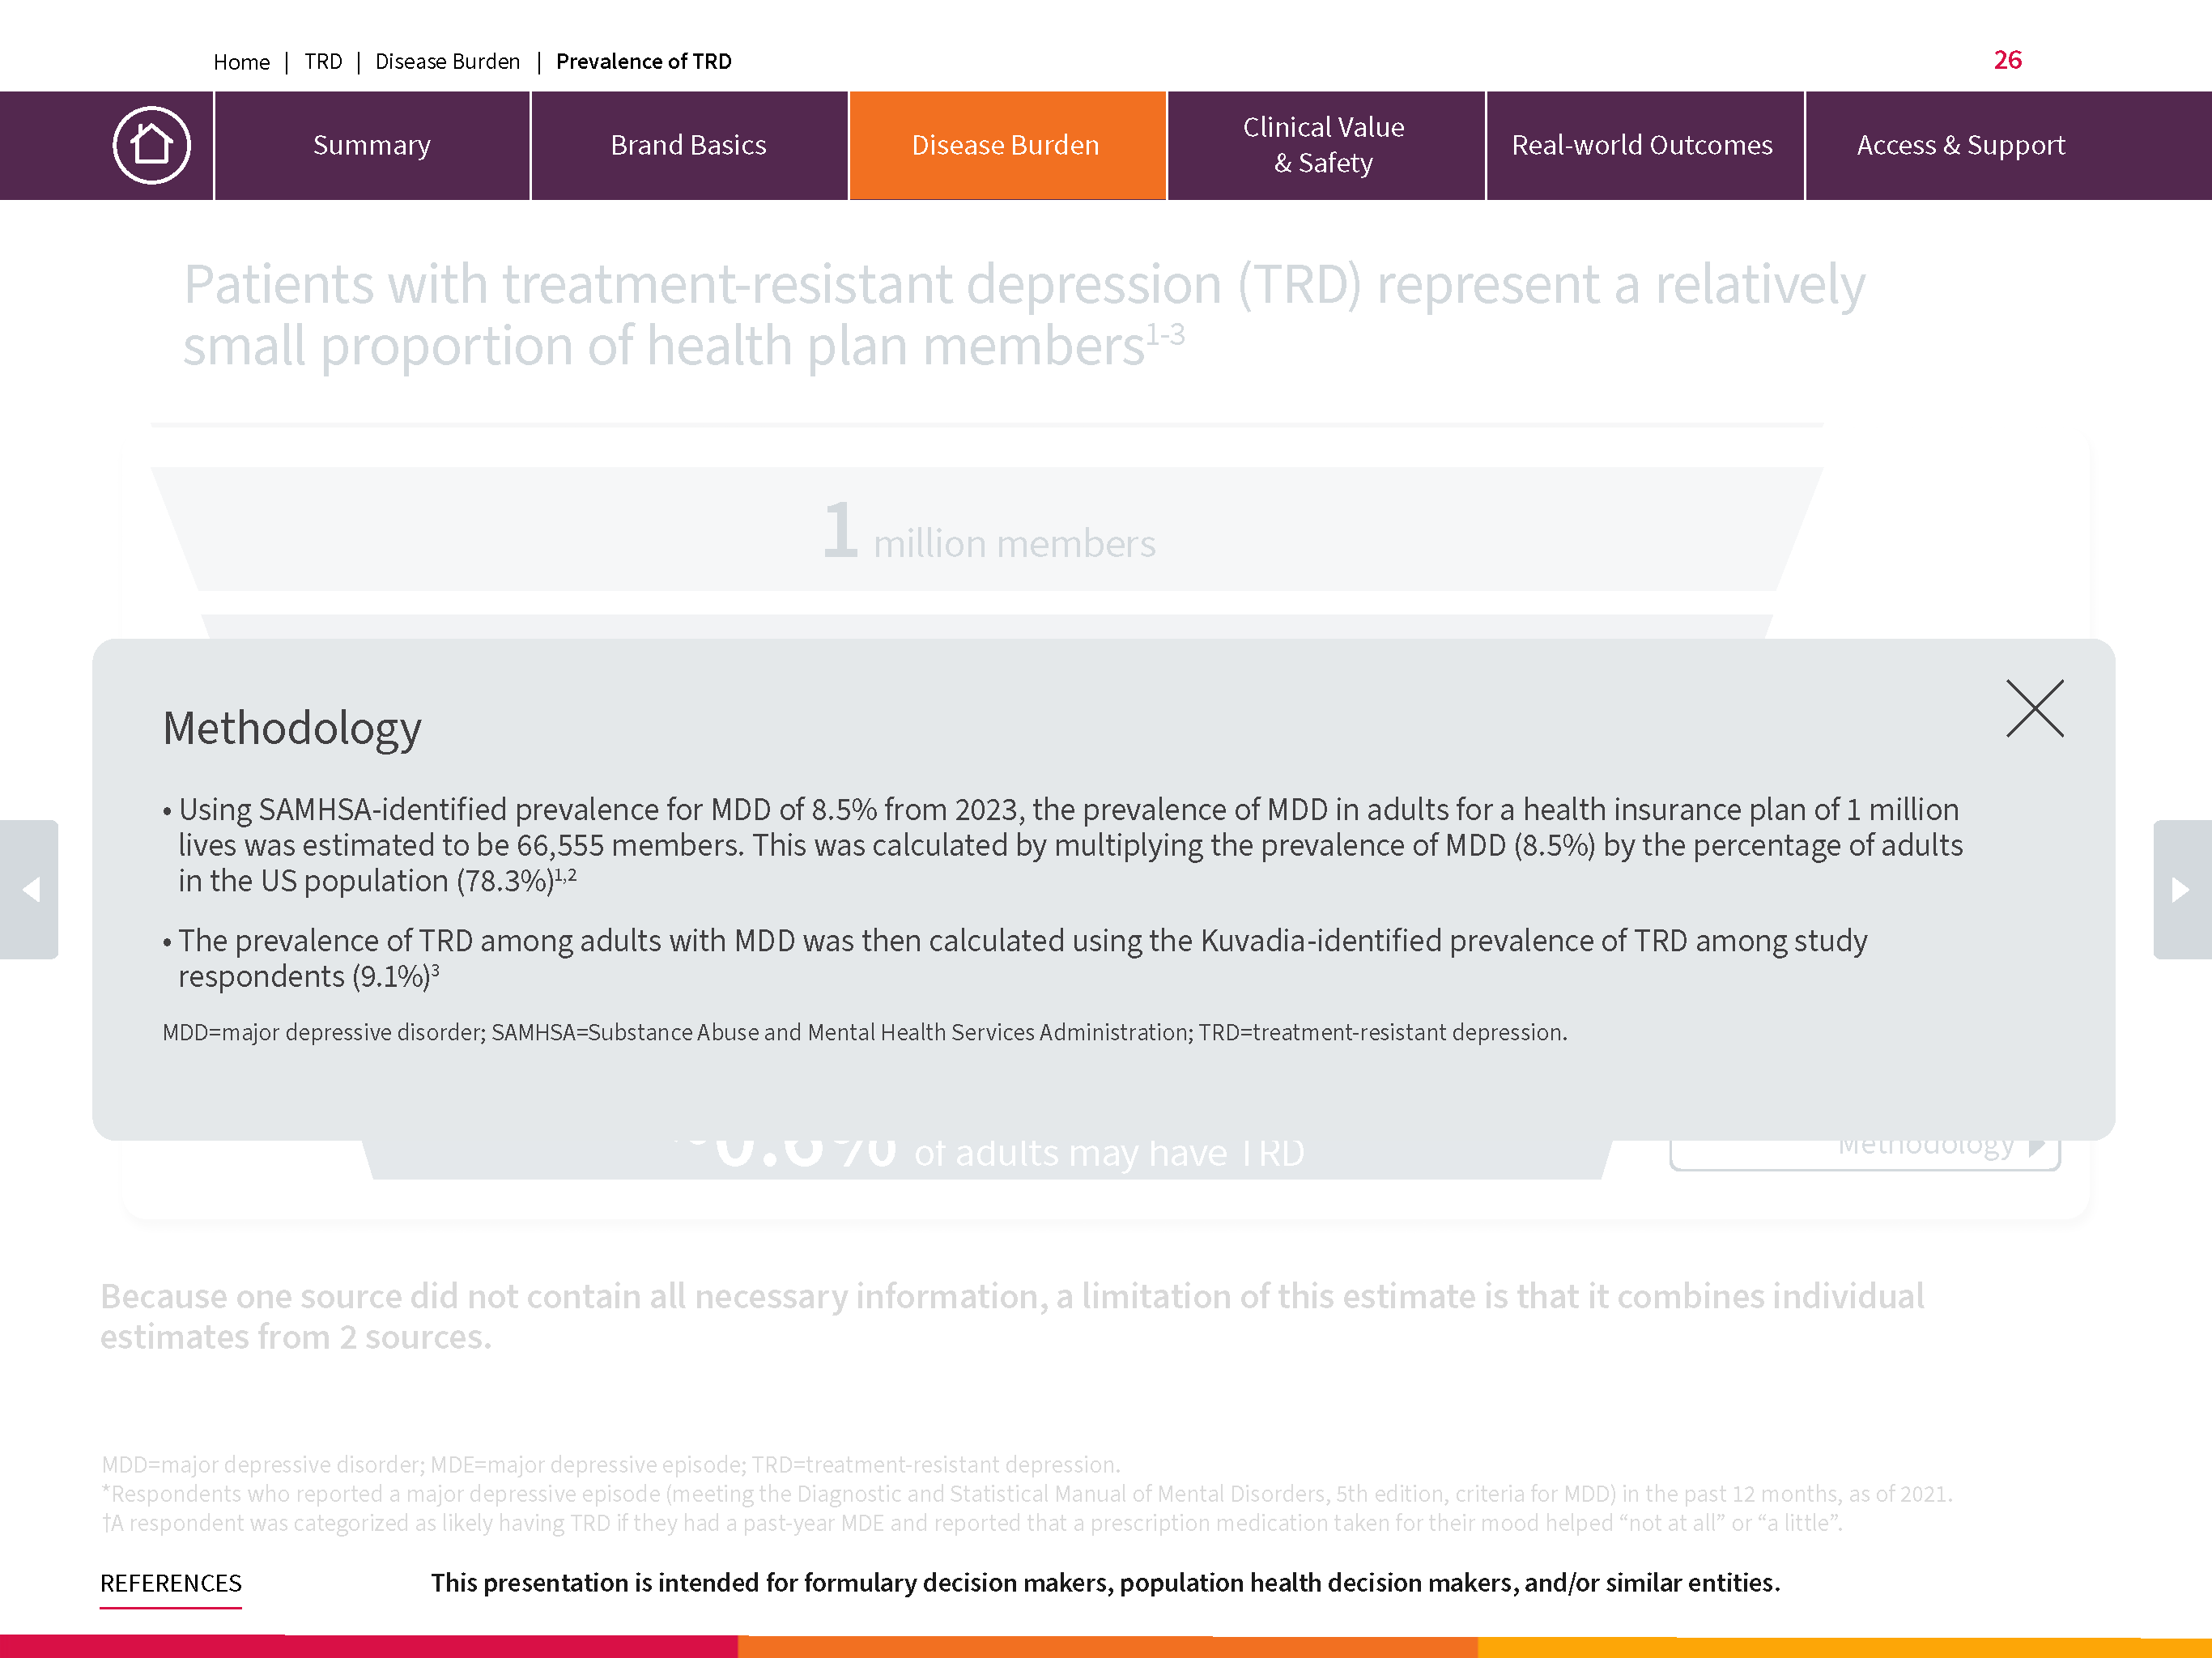 Home | TRD | Disease Burden | Prevalence of TRD
26
Summary
Brand Basics
Disease Burden
Clinical Value
& Safety
Real-world Outcomes
Access & Support
Patients with treatment-resistant depression (TRD) represent a relatively
small proportion of health plan members¹⁻³
1 million members
Methodology
• Using SAMHSA-identified prevalence for MDD of 8.5% from 2023, the prevalence of MDD in adults for a health insurance plan of 1 million
lives was estimated to be 66,555 members. This was calculated by multiplying the prevalence of MDD (8.5%) by the percentage of adults
in the US population (78.3%)¹,²
• The prevalence of TRD among adults with MDD was then calculated using the Kuvadia-identified prevalence of TRD among study
respondents (9.1%)³
MDD=major depressive disorder; SAMHSA=Substance Abuse and Mental Health Services Administration; TRD=treatment-resistant depression.
of adults may have TRD
Methodology
Because one source did not contain all necessary information, a limitation of this estimate is that it combines individual
estimates from 2 sources.
MDD=major depressive disorder; MDE=major depressive episode; TRD=treatment-resistant depression.
*Respondents who reported a major depressive episode (meeting the Diagnostic and Statistical Manual of Mental Disorders, 5th edition, criteria for MDD) in the past 12 months, as of 2021.
†A respondent was categorized as likely having TRD if they had a past-year MDE and reported that a prescription medication taken for their mood helped “not at all” or “a little”.
REFERENCES
This presentation is intended for formulary decision makers, population health decision makers, and/or similar entities.